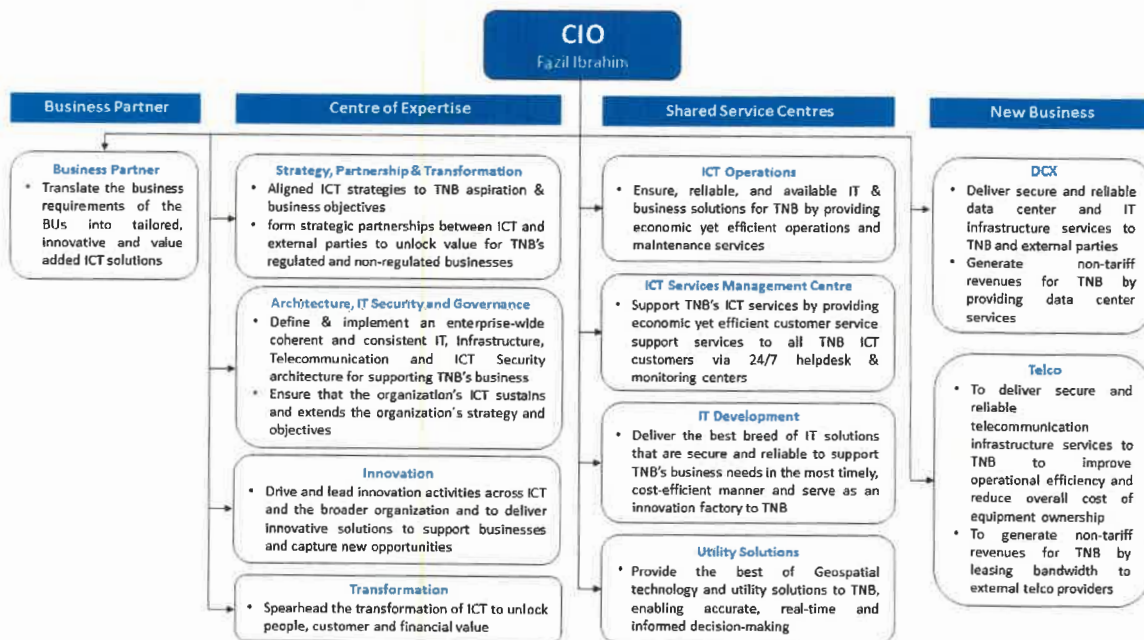 CIO
Fazil Ibrahim
Business Partner
Business Partner
• Translate the business
requirements of the
BUs into tailored,
innovative and value
added ICT solutions
Centre of Expertise
Strategy, Partnership & Transformation
• Aligned ICT strategies to TNB aspiration &
business objectives
• form strategic partnerships between ICT and
external parties to unlock value for TNB's
regulated and non-regulated businesses
Architecture, IT Security and Governance
• Define & implement an enterprise-wide
coherent and consistent IT, Infrastructure,
Telecommunication and ICT Security
architecture for supporting TNB's business
• Ensure that the organization's ICT sustains
and extends the organization's strategy and
objectives
Innovation
• Drive and lead innovation activities across ICT
and the broader organization and to deliver
innovative solutions to support businesses
and capture new opportunities
Transformation
• Spearhead the transformation of ICT to unlock
people, customer and financial value
Shared Service Centres
ICT Operations
• Ensure, reliable, and available IT &
business solutions for TNB by providing
economic yet efficient operations and
maintenance services
ICT Services Management Centre
• Support TNB's ICT services by providing
economic yet efficient customer service
support services to all TNB ICT
customers via 24/7 helpdesk &
monitoring centers
IT Development
• Deliver the best breed of IT solutions
that are secure and reliable to support
TNB's business needs in the most timely,
cost-efficient manner and serve as an
innovation factory to TNB
Utility Solutions
• Provide the best of Geospatial
technology and utility solutions to TNB,
enabling accurate, real-time and
informed decision-making
New Business
DCX
• Deliver secure and reliable
data center and IT
infrastructure services to
TNB and external parties
• Generate non-tariff
revenues for TNB by
providing data center
services
Telco
• To deliver secure and
reliable
telecommunication
infrastructure services to
TNB to improve
operational efficiency and
reduce overall cost of
equipment ownership
• To generate non-tariff
revenues for TNB by
leasing bandwidth to
external telco providers